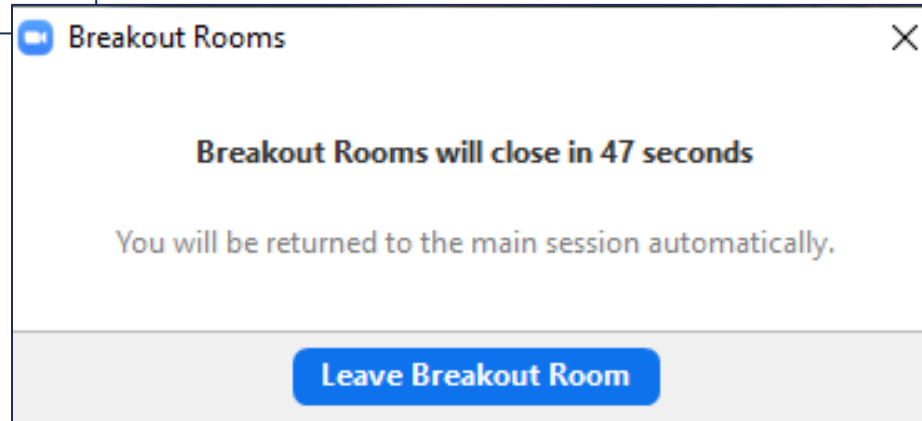 Breakout Rooms
Breakout Rooms will close in 47 seconds
You will be returned to the main session automatically.
Leave Breakout Room